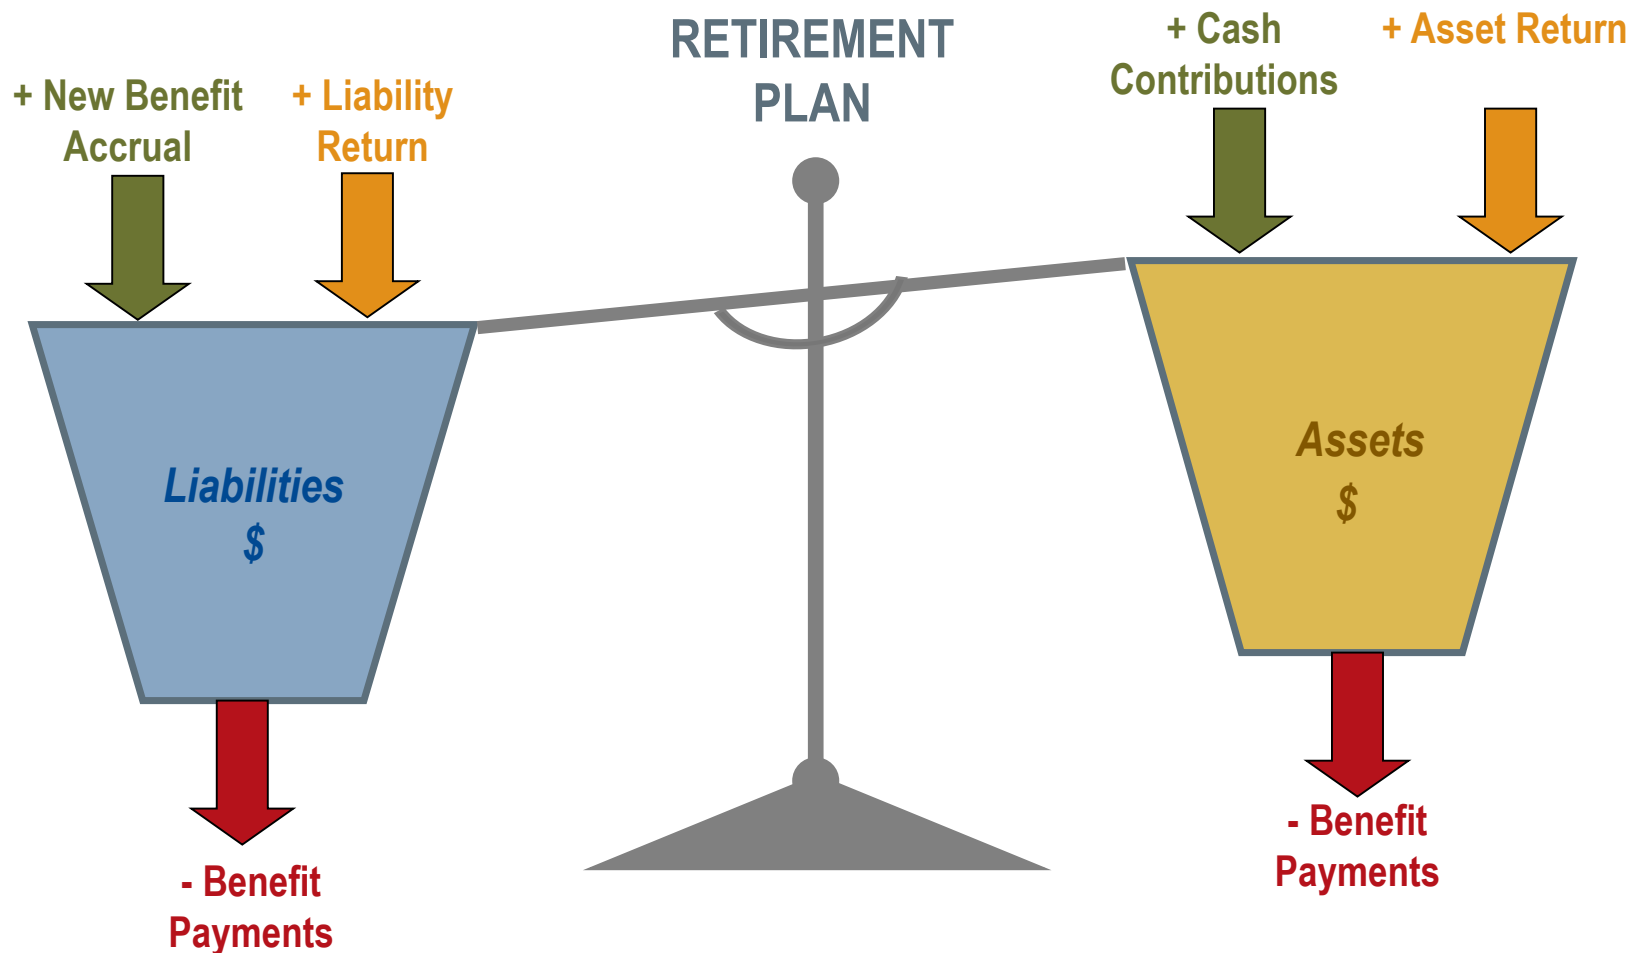 RETIREMENT
PLAN
+ New Benefit
Accrual
+ Liability
Return
+ Cash
Contributions
+ Asset Return
Liabilities
$
Assets
$
- Benefit
Payments
- Benefit
Payments